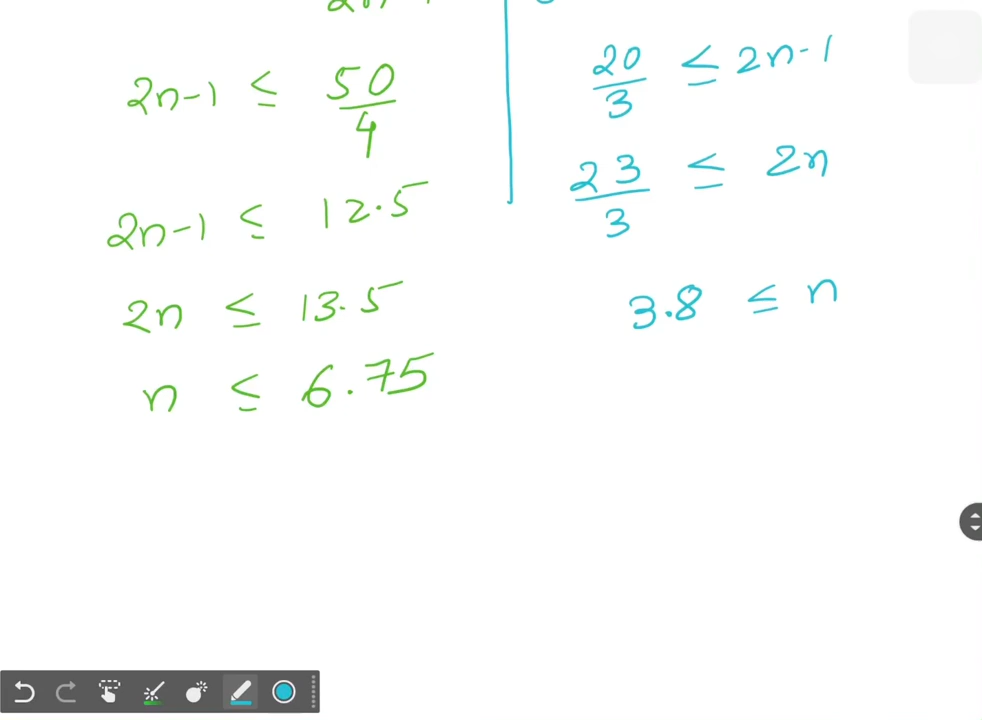 2n-1 ≤ 50/4
2n-1 ≤ 12.5
2n ≤ 13.5
n ≤ 6.75
20/3 ≤ 2n-1
23/3 ≤ 2n
3.8 ≤ n